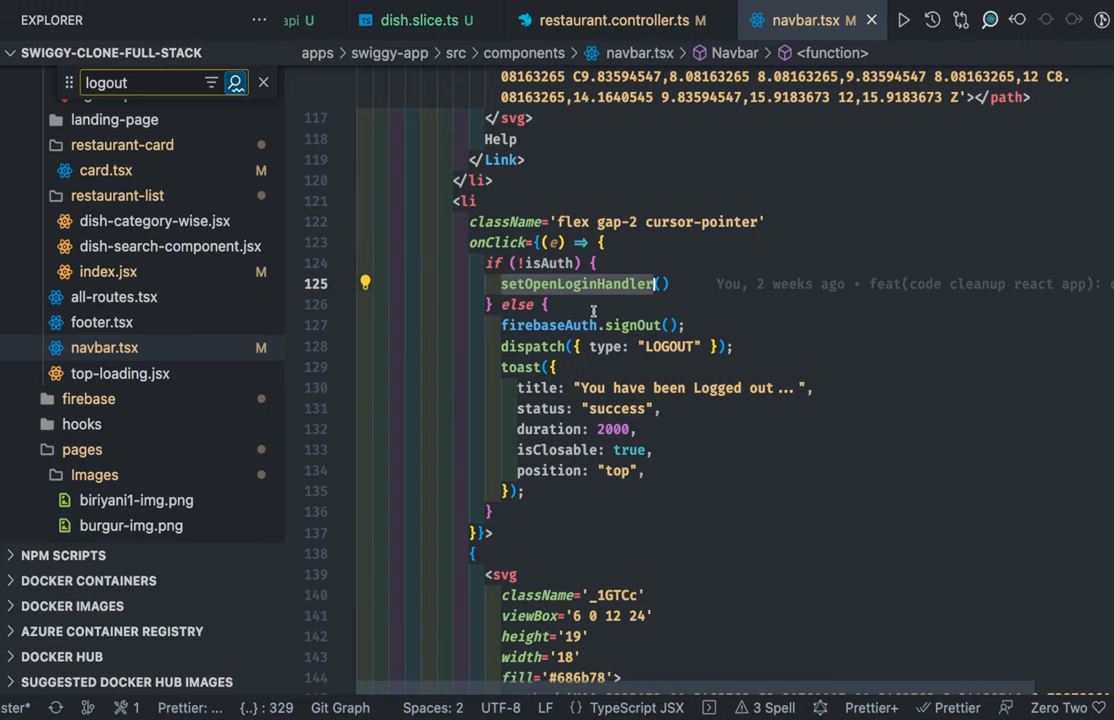 EXPLORER
api U
dish.slice.ts U
restaurant.controller.ts M
navbar.tsx M
SWIGGY-CLONE-FULL-STACK
apps > swiggy-app > src > components > navbar.tsx > Navbar > <function>
logout
landing-page
restaurant-card
card.tsx M
restaurant-list
dish-category-wise.jsx
dish-search-component.jsx
index.jsx
all-routes.tsx
footer.tsx
navbar.tsx M
top-loading.jsx
firebase
hooks
pages
Images
biriyani1-img.png
burgur-img.png
NPM SCRIPTS
DOCKER CONTAINERS
DOCKER IMAGES
AZURE CONTAINER REGISTRY
DOCKER HUB
SUGGESTED DOCKER HUB IMAGES
08163265 C9.83594547,8.08163265 8.08163265,9.83594547 8.08163265,12 C8.
08163265,14.1640545 9.83594547,15.9183673 12,15.9183673 Z'></path>
117 </svg>
118 Help
119 </Link>
120 </li>
121 <li
122 className='flex gap-2 cursor-pointer'
123 onClick={(e) => {
124 if (!isAuth) {
125 setOpenLoginHandler() You, 2 weeks ago • feat(code cleanup react app):
126 } else {
127 firebaseAuth.signOut();
128 dispatch({ type: "LOGOUT" });
129 toast({
130 title: "You have been Logged out...",
131 status: "success",
132 duration: 2000,
133 isClosable: true,
134 position: "top",
135 });
136 }
137 }}>
138 {
139 <svg
140 className='_1GTCc'
141 viewBox='6 0 12 24'
142 height='19'
143 width='18'
144 fill='#686b78'>
ster* 1 Prettier: ... {..} : 329 Git Graph Spaces: 2 UTF-8 LF TypeScript JSX 3 Spell Prettier+ Prettier Zero Two